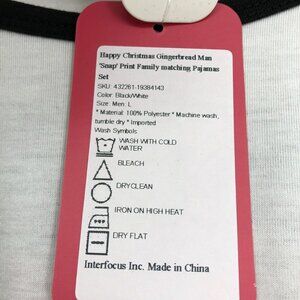 Happy Christmas Gingerbread Man
'Snap' Print Family matching Pajamas
Set
SKU: 432261-19384143
Color: Black/White
Size: Men: L
* Material: 100% Polyester * Machine wash,
tumble dry * Imported
Wash Symbols
WASH WITH COLD
WATER
BLEACH
DRYCLEAN
IRON ON HIGH HEAT
DRY FLAT
Interfocus Inc. Made in China